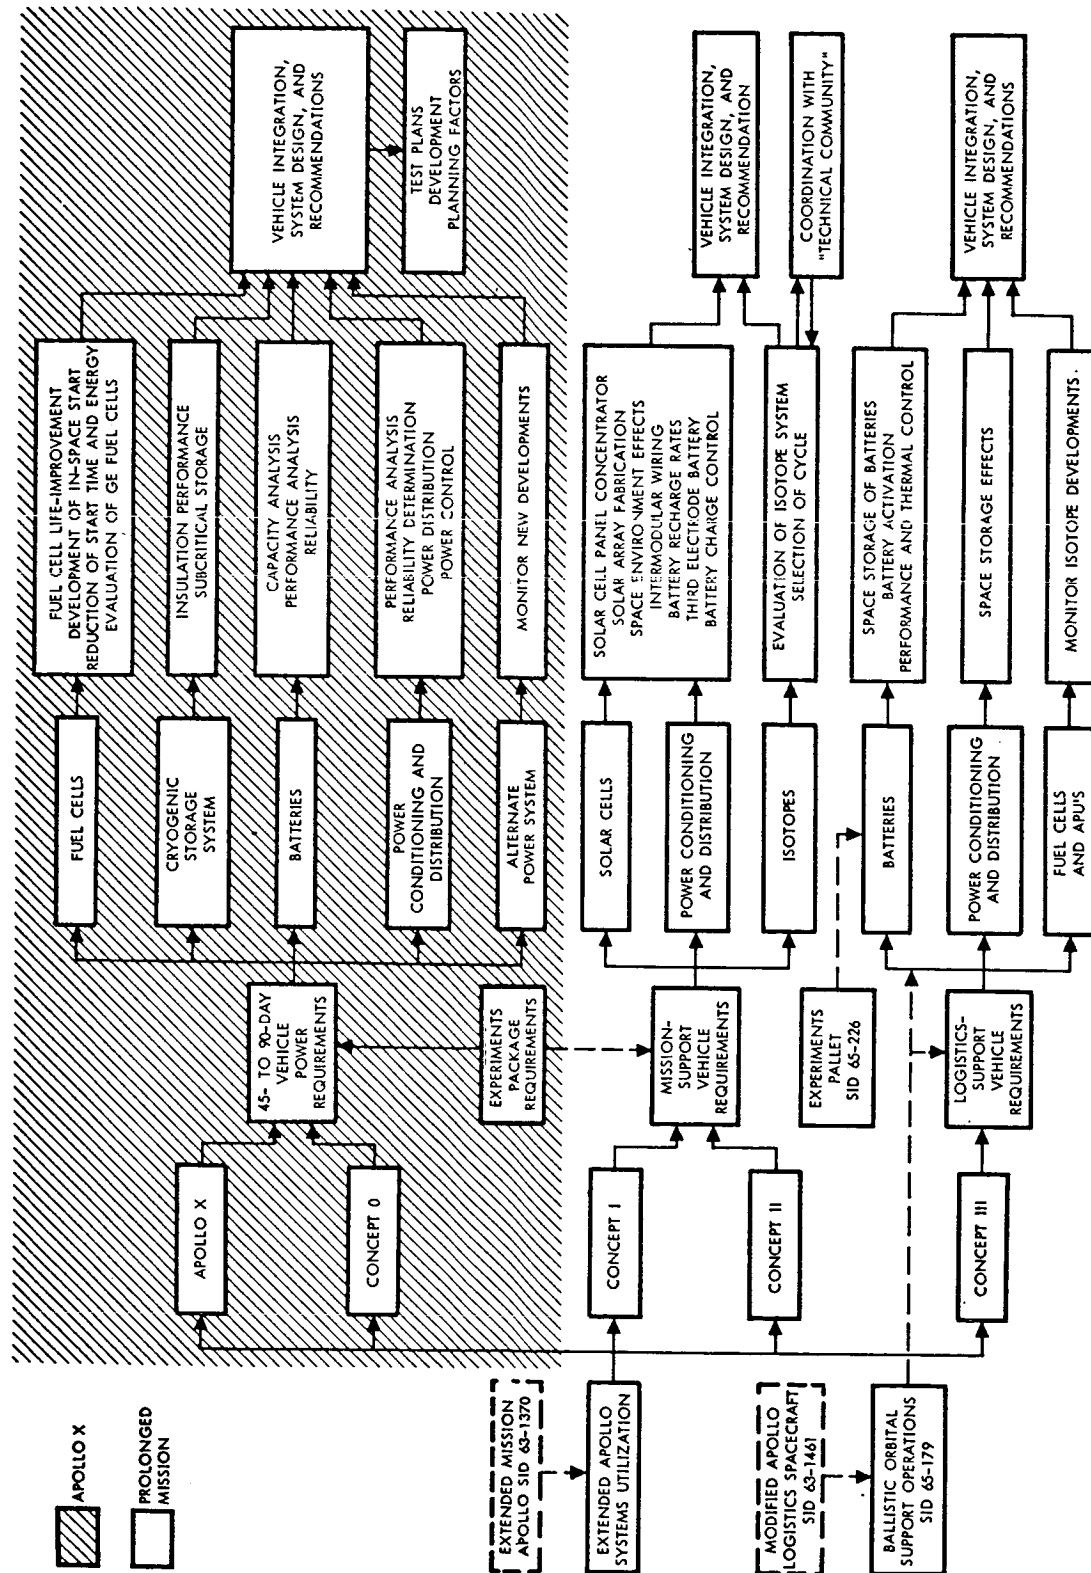 APOLLO X
PROLONGED
MISSION
EXTENDED MISSION
APOLLO SID 63-1370
EXTENDED APOLLO
SYSTEMS UTILIZATION
MODIFIED APOLLO
LOGISTICS SPACECRAFT
SID 63-1461
BALLISTIC ORBITAL
SUPPORT OPERATIONS
SID 65-179
APOLLO X
CONCEPT 0
CONCEPT I
CONCEPT II
CONCEPT III
45- TO 90-DAY
VEHICLE
POWER
REQUIREMENTS
EXPERIMENTS
PACKAGE
REQUIREMENTS
MISSION-
SUPPORT
VEHICLE
REQUIREMENTS
EXPERIMENTS
PALLET
SID 65-226
LOGISTICS-
SUPPORT
VEHICLE
REQUIREMENTS
FUEL CELLS
CRYOGENIC
STORAGE
SYSTEM
BATTERIES
POWER
CONDITIONING AND
DISTRIBUTION
ALTERNATE
POWER SYSTEM
SOLAR CELLS
POWER CONDITIONING
AND DISTRIBUTION
ISOTOPES
BATTERIES
POWER CONDITIONING
AND DISTRIBUTION
FUEL CELLS
AND APU'S
FUEL CELL LIFE-IMPROVEMENT
DEVELOPMENT OF IN-SPACE START
REDUCTION OF START TIME AND ENERGY
EVALUATION OF GE FUEL CELLS
INSULATION PERFORMANCE
SUBCRITICAL STORAGE
CAPACITY ANALYSIS
PERFORMANCE ANALYSIS
RELIABILITY
PERFORMANCE ANALYSIS
RELIABILITY DETERMINATION
POWER DISTRIBUTION
POWER CONTROL
MONITOR NEW DEVELOPMENTS
SOLAR CELL PANEL CONCENTRATOR
SOLAR ARRAY FABRICATION
SPACE ENVIRONMENT EFFECTS
INTERMODULAR WIRING
BATTERY RECHARGE RATES
THIRD ELECTRODE BATTERY
BATTERY CHARGE CONTROL
EVALUATION OF ISOTOPE SYSTEM
SELECTION OF CYCLE
SPACE STORAGE OF BATTERIES
BATTERY ACTIVATION
PERFORMANCE AND THERMAL CONTROL
SPACE STORAGE EFFECTS
MONITOR ISOTOPE DEVELOPMENTS.
VEHICLE INTEGRATION,
SYSTEM DESIGN, AND
RECOMMENDATIONS
TEST PLANS
DEVELOPMENT
PLANNING FACTORS
VEHICLE INTEGRATION,
SYSTEM DESIGN, AND
RECOMMENDATION
COORDINATION WITH
"TECHNICAL COMMUNITY"
VEHICLE INTEGRATION,
SYSTEM DESIGN, AND
RECOMMENDATIONS